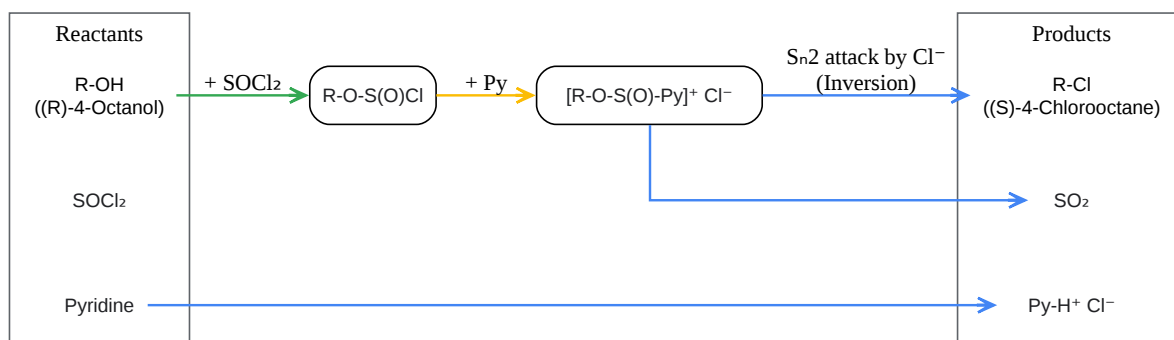 Reactants
Products
R-OH
((R)-4-Octanol)
+ SOCl₂
R-O-S(O)Cl
+ Py
[R-O-S(O)-Py]⁺ Cl⁻
Sₙ2 attack by Cl⁻
(Inversion)
R-Cl
((S)-4-Chlorooctane)
SOCl₂
SO₂
Pyridine
Py-H⁺ Cl⁻